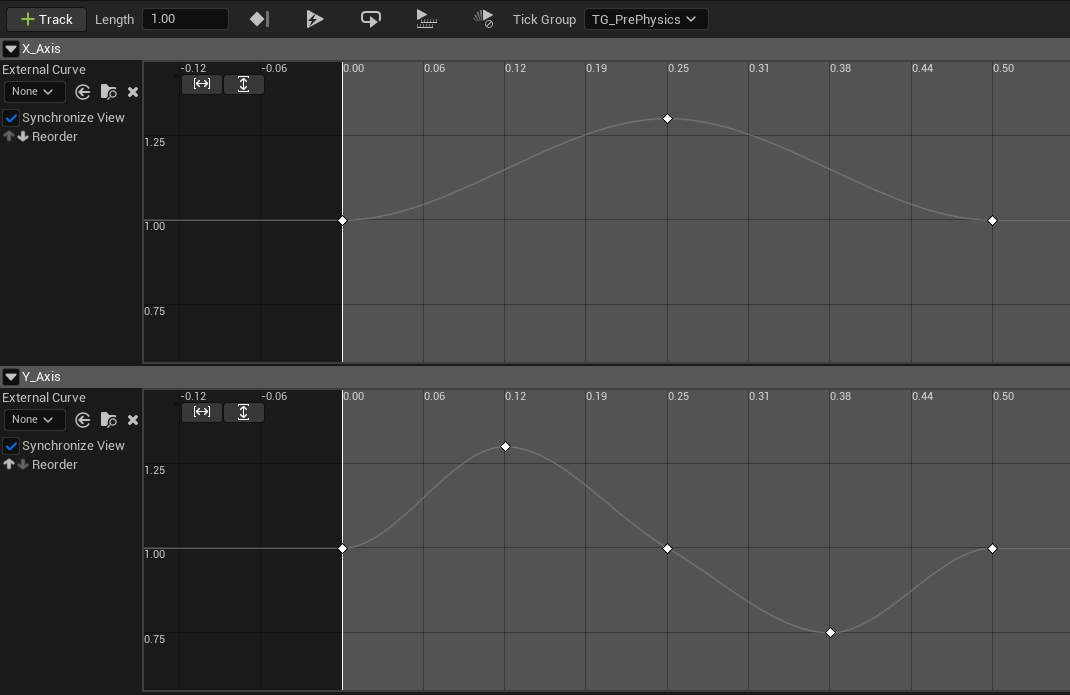 Track Length 1.00 Tick Group TG_PrePhysics
X_Axis
External Curve
None
Synchronize View
Reorder
-0.12 -0.06 0.00 0.06 0.12 0.19 0.25 0.31 0.38 0.44 0.50
1.25
1.00
0.75
Y_Axis
External Curve
None
Synchronize View
Reorder
-0.12 -0.06 0.00 0.06 0.12 0.19 0.25 0.31 0.38 0.44 0.50
1.25
1.00
0.75